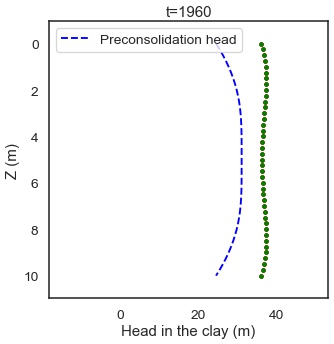 t=1960
Preconsolidation head
0
2
4
6
8
10
Z (m)
0 20 40
Head in the clay (m)